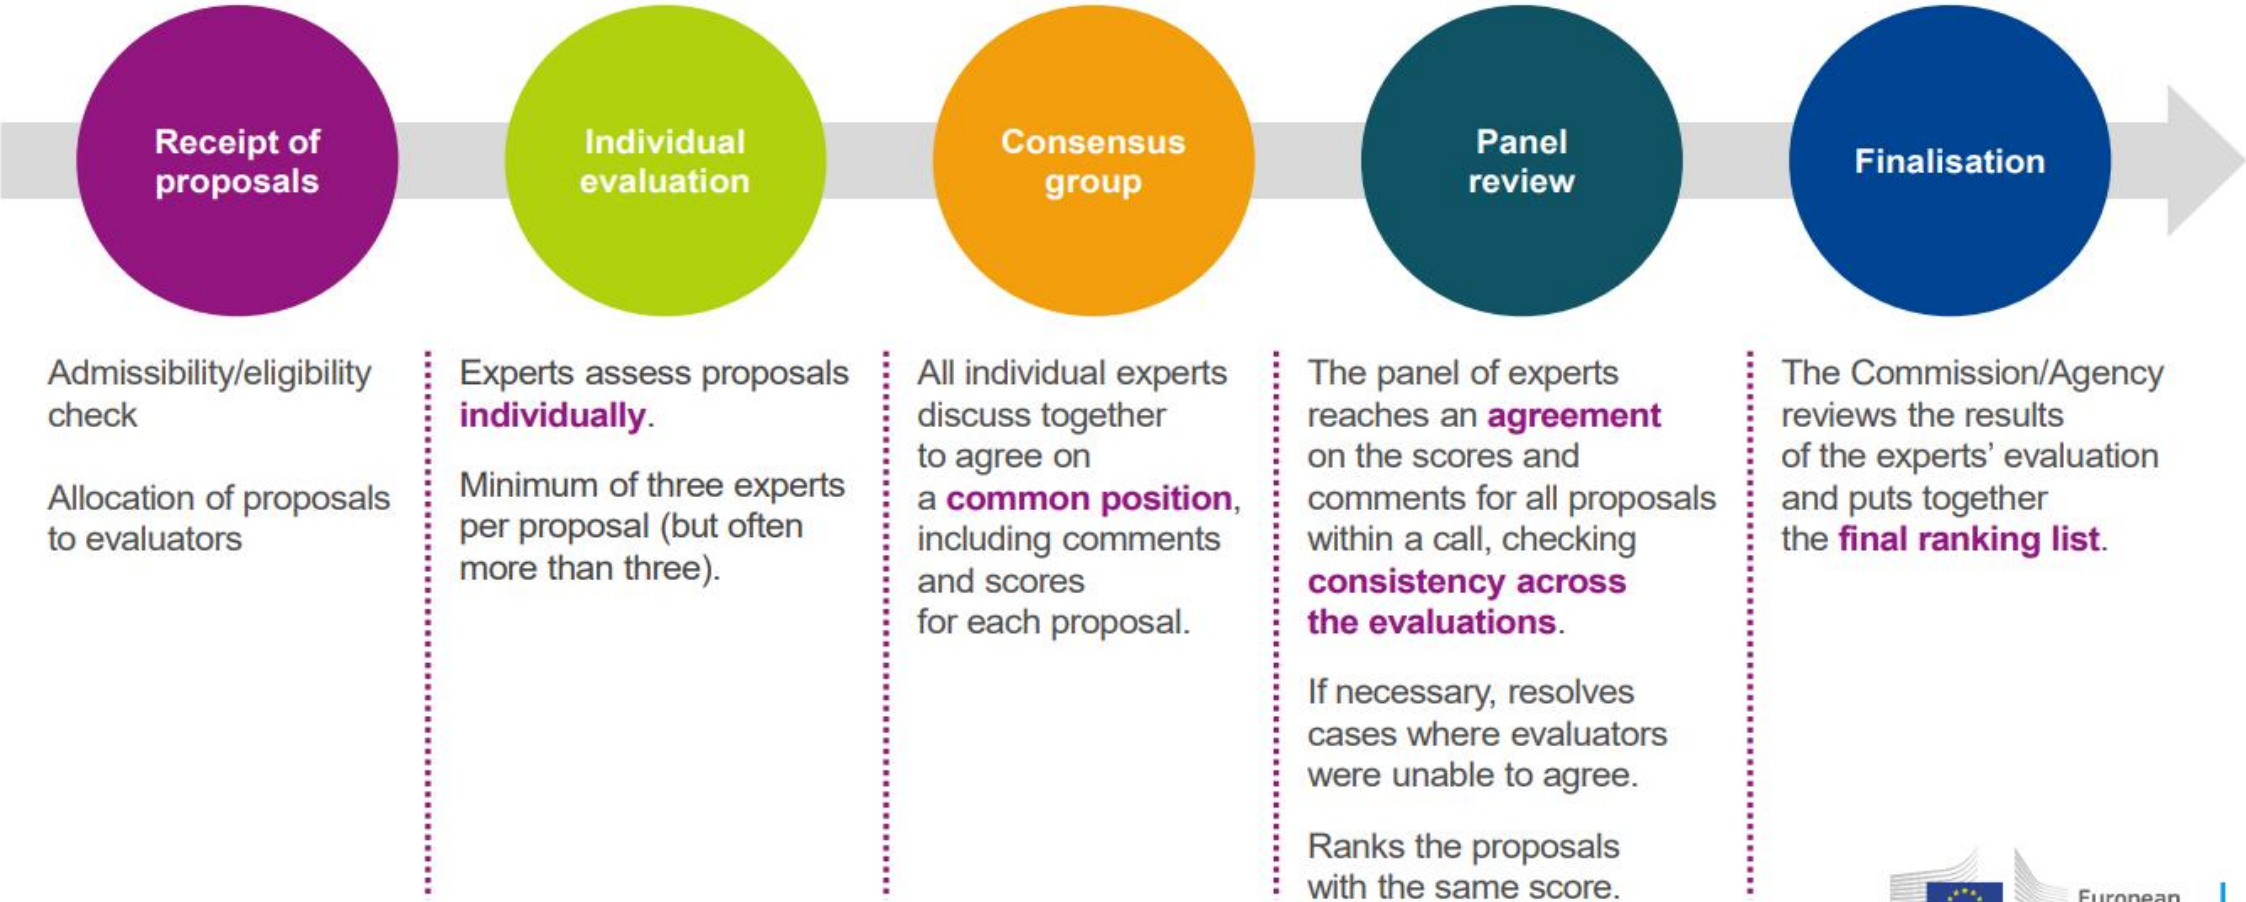 Receipt of
proposals
Individual
evaluation
Consensus
group
Panel
review
Finalisation
Admissibility/eligibility
check
Allocation of proposals
to evaluators
Experts assess proposals
individually.
Minimum of three experts
per proposal (but often
more than three).
All individual experts
discuss together
to agree on
a common position,
including comments
and scores
for each proposal.
The panel of experts
reaches an agreement
on the scores and
comments for all proposals
within a call, checking
consistency across
the evaluations.
If necessary, resolves
cases where evaluators
were unable to agree.
Ranks the proposals
with the same score.
The Commission/Agency
reviews the results
of the experts’ evaluation
and puts together
the final ranking list.
European